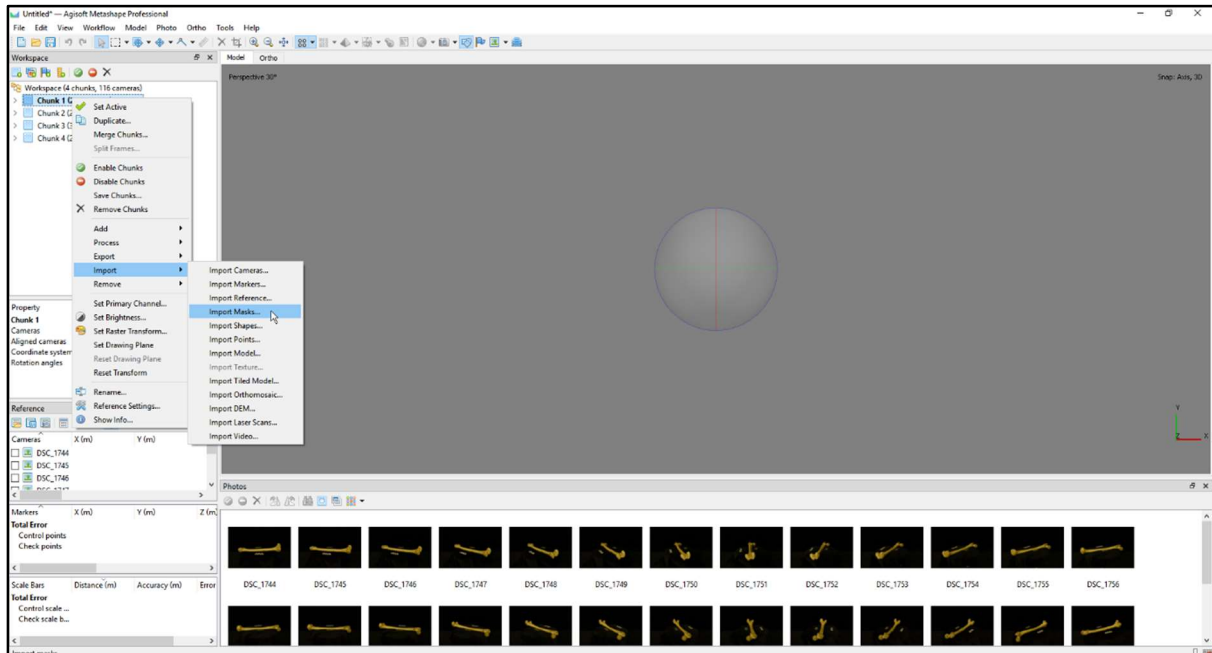 Untitled* — Agisoft Metashape Professional
File Edit View Workflow Model Photo Ortho Tools Help
Workspace
Model Ortho
Perspective 30°
Snap: Axis, 3D
Workspace (4 chunks, 116 cameras)
Chunk 1 (
Chunk 2 (
Chunk 3 (
Chunk 4 (
Set Active
Duplicate...
Merge Chunks...
Split Frames...
Enable Chunks
Disable Chunks
Save Chunks...
Remove Chunks
Add
Process
Export
Import
Remove
Set Primary Channel...
Set Brightness...
Set Raster Transform...
Set Drawing Plane
Reset Drawing Plane
Reset Transform
Rename...
Reference Settings...
Show Info...
Import Cameras...
Import Markers...
Import Reference...
Import Masks...
Import Shapes...
Import Points...
Import Model...
Import Texture...
Import Tiled Model...
Import Orthomosaic...
Import DEM...
Import Laser Scans...
Import Video...
Property
Chunk 1
Cameras
Aligned cameras
Coordinate system
Rotation angles
Reference
Cameras X (m) Y (m)
DSC_1744
DSC_1745
DSC_1746
Y
Z X
Markers X (m) Y (m) Z (m)
Total Error
Control points
Check points
Scale Bars Distance (m) Accuracy (m) Error
Total Error
Control scale ...
Check scale b...
Photos
DSC_1744 DSC_1745 DSC_1746 DSC_1747 DSC_1748 DSC_1749 DSC_1750 DSC_1751 DSC_1752 DSC_1753 DSC_1754 DSC_1755 DSC_1756